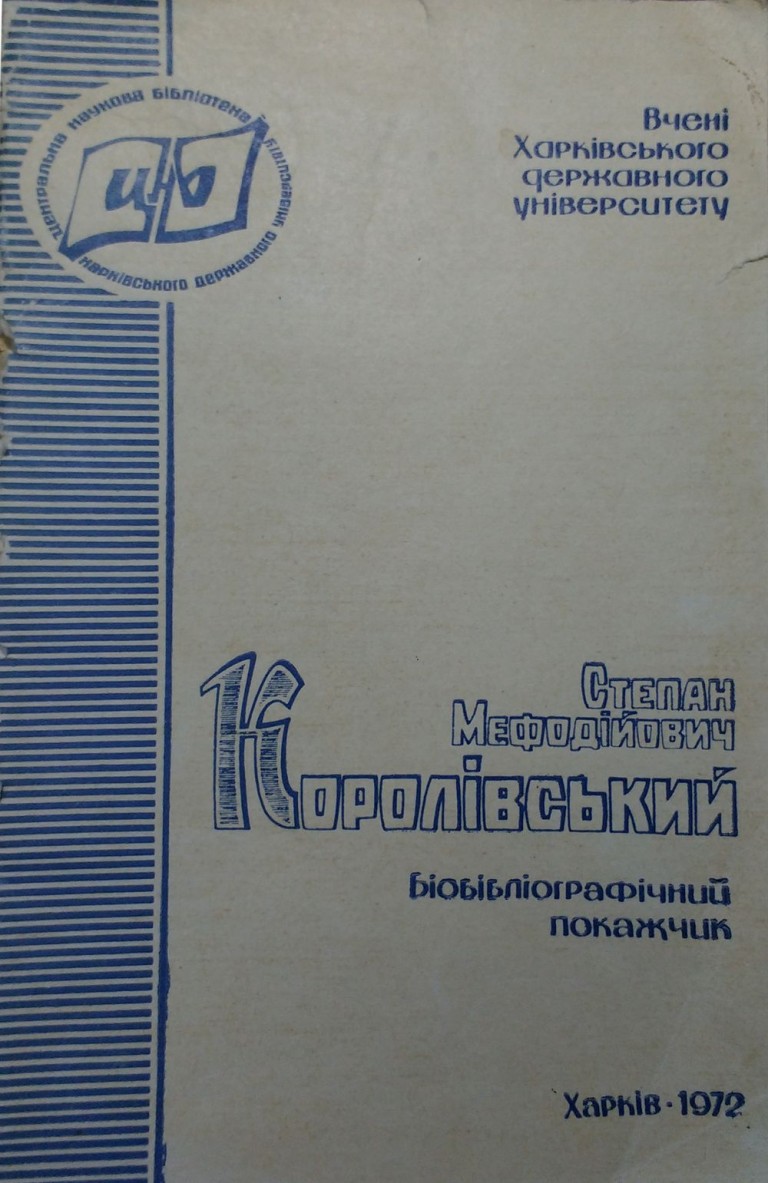 Центральна наукова бібліотека
Харківського державного університету
ЦНБ
Вчені
Харківського
державного
університету
Степан
Мефодійович
Королівський
Біобібліографічний
покажчик
Харків · 1972